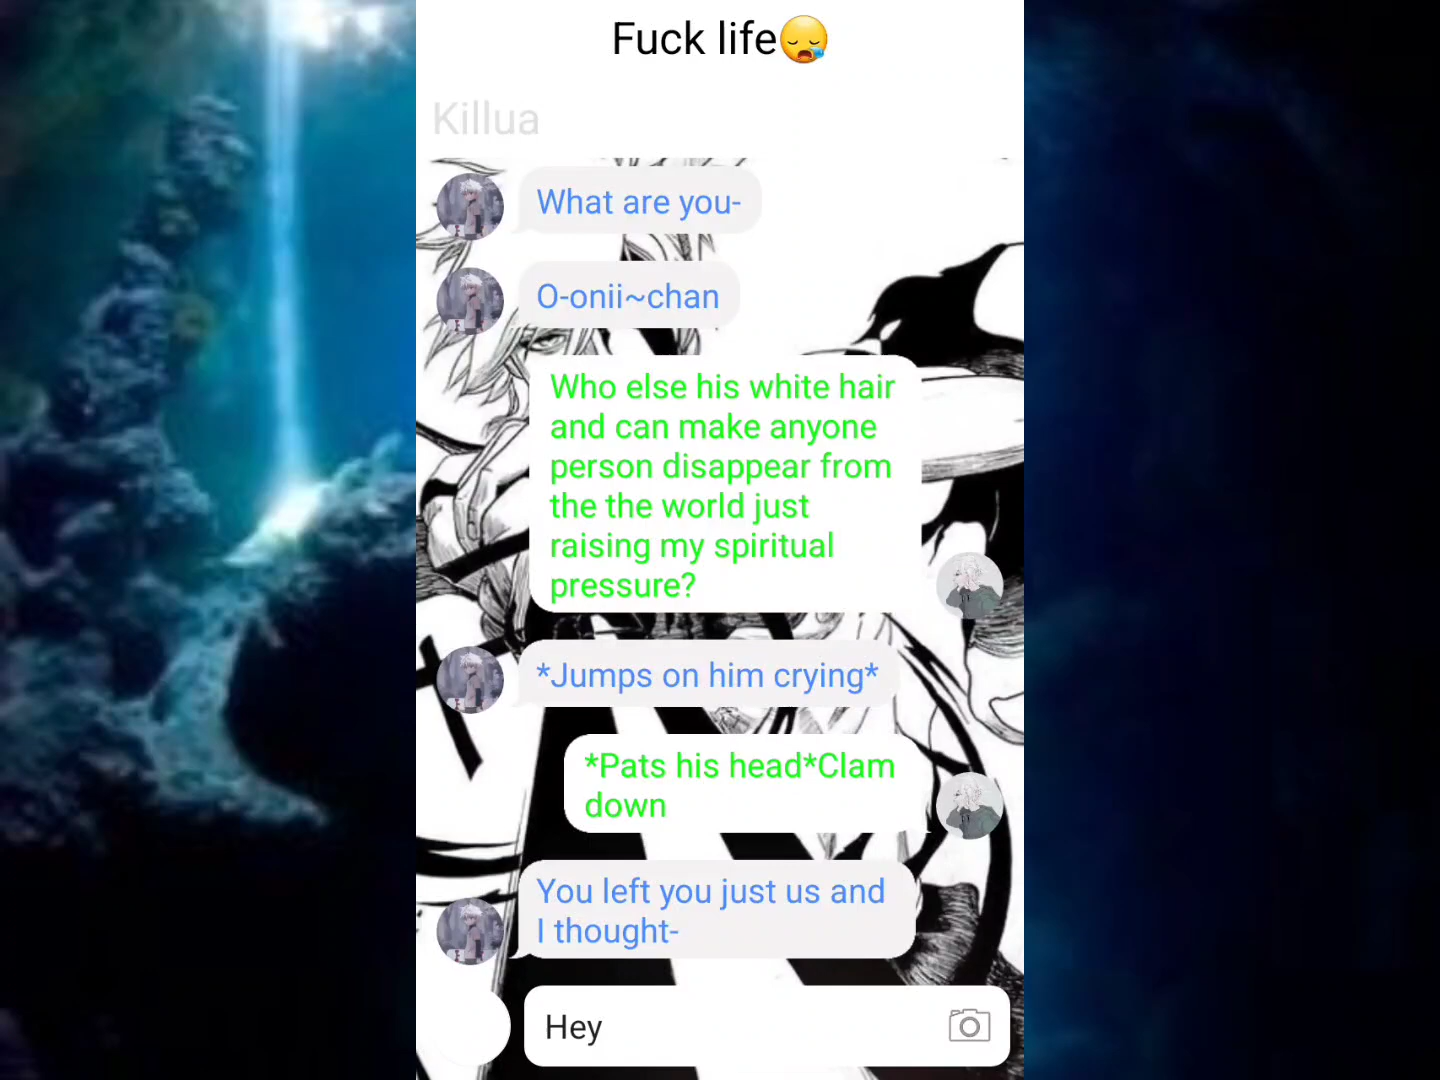 Fuck life😪
Killua
What are you-
O-onii~chan
Who else his white hair
and can make anyone
person disappear from
the the world just
raising my spiritual
pressure?
*Jumps on him crying*
*Pats his head*Clam
down
You left you just us and
I thought-
Hey